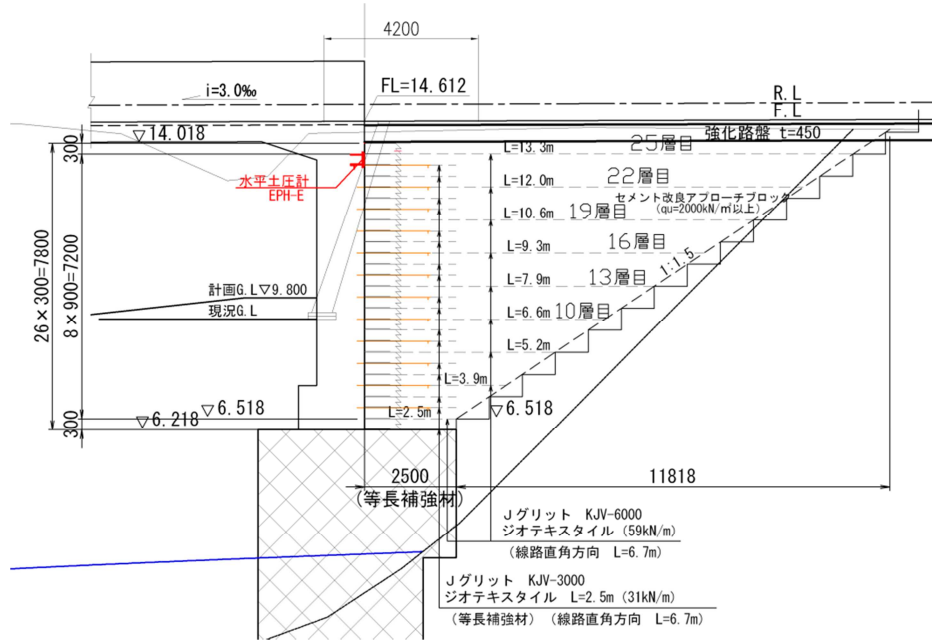 4200
i=3.0‰
FL=14.612
R.L
F.L
▽14.018
強化路盤 t=450
300
L=13.3m
25層目
水平土圧計
EPH-E
L=12.0m
22層目
セメント改良アプローチブロック
(qu=2000kN/㎡以上)
L=10.6m
19層目
L=9.3m
16層目
1:1.5
L=7.9m
13層目
26×300=7800
8×900=7200
計画G.L▽9.800
現況G.L
L=6.6m
10層目
L=5.2m
L=3.9m
L=2.5m
▽6.518
▽6.518
▽6.218
300
2500
(等長補強材)
11818
Jグリット KJV-6000
ジオテキスタイル (59kN/m)
(線路直角方向 L=6.7m)
Jグリット KJV-3000
ジオテキスタイル L=2.5m (31kN/m)
(等長補強材) (線路直角方向 L=6.7m)